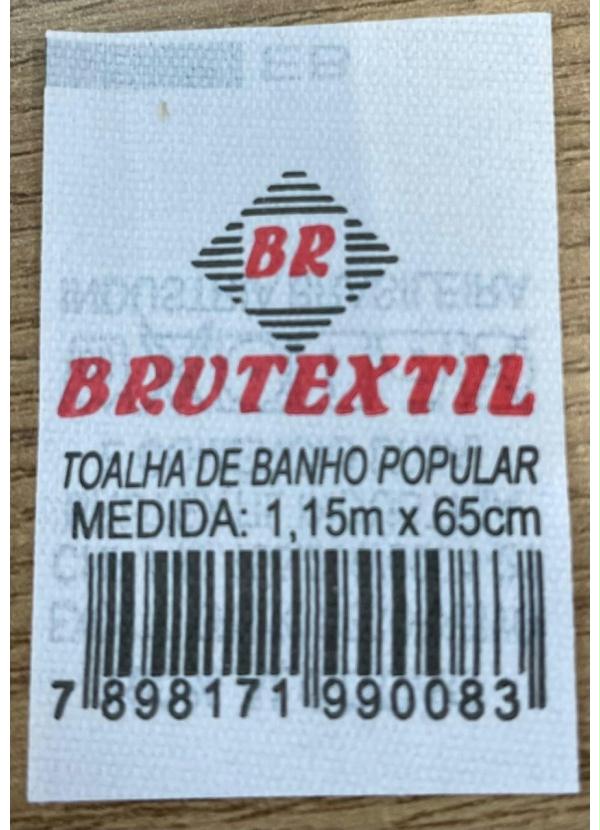 BR
BRUTEXTIL
TOALHA DE BANHO POPULAR
MEDIDA: 1,15m x 65cm
7 898171 990083